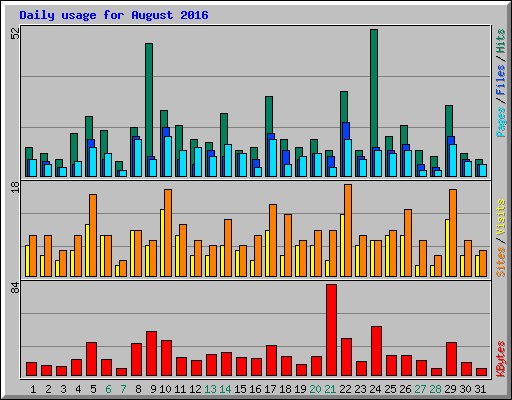 Daily usage for August 2016
52
Pages / Files / Hits
18
Sites / Visits
84
KBytes
1 2 3 4 5 6 7 8 9 10 11 12 13 14 15 16 17 18 19 20 21 22 23 24 25 26 27 28 29 30 31